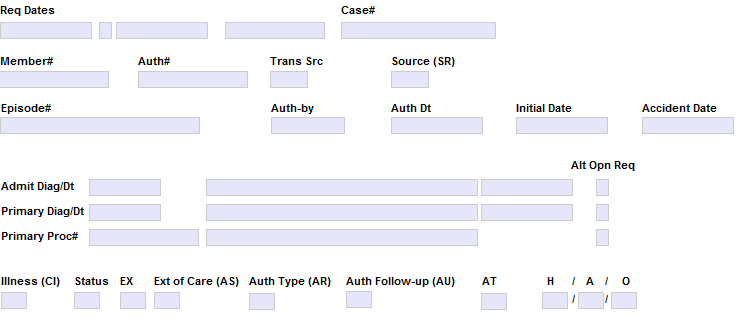 Req Dates Case#
Member# Auth# Trans Src Source (SR)
Episode# Auth-by Auth Dt Initial Date Accident Date
Alt Opn Req
Admit Diag/Dt
Primary Diag/Dt
Primary Proc#
Illness (CI) Status EX Ext of Care (AS) Auth Type (AR) Auth Follow-up (AU) AT H / A / O
/ /